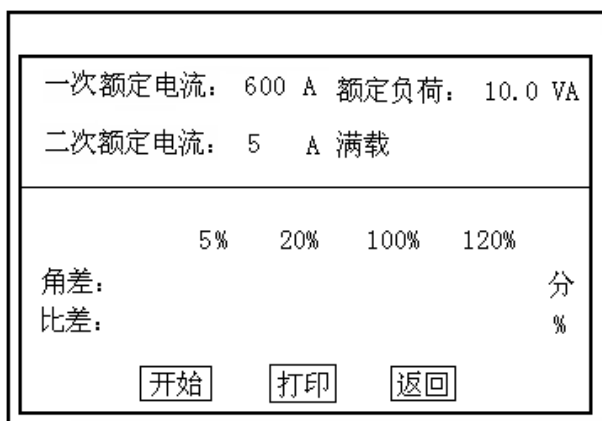 一次额定电流： 600 A 额定负荷： 10.0 VA
二次额定电流： 5 A 满载
5% 20% 100% 120%
角差： 分
比差： %
开始 打印 返回